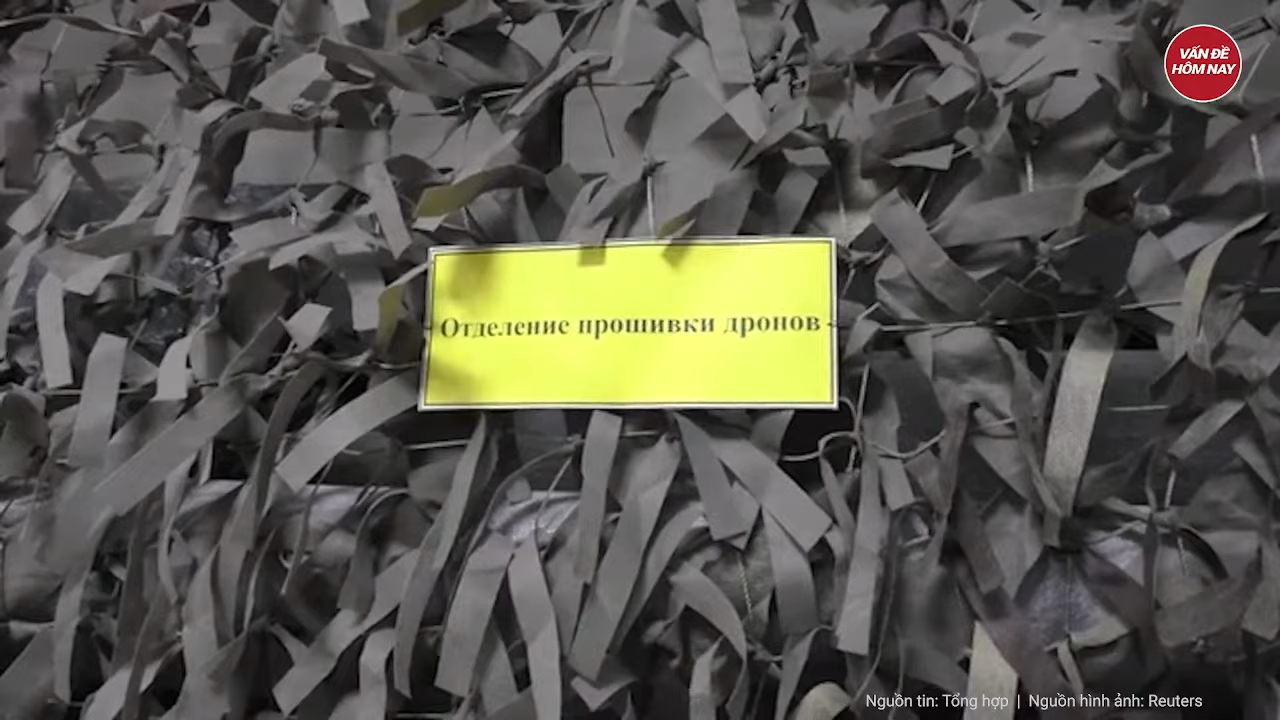 VẤN ĐỀ
HÔM NAY
Отделение прошивки дронов
Nguồn tin: Tổng hợp | Nguồn hình ảnh: Reuters